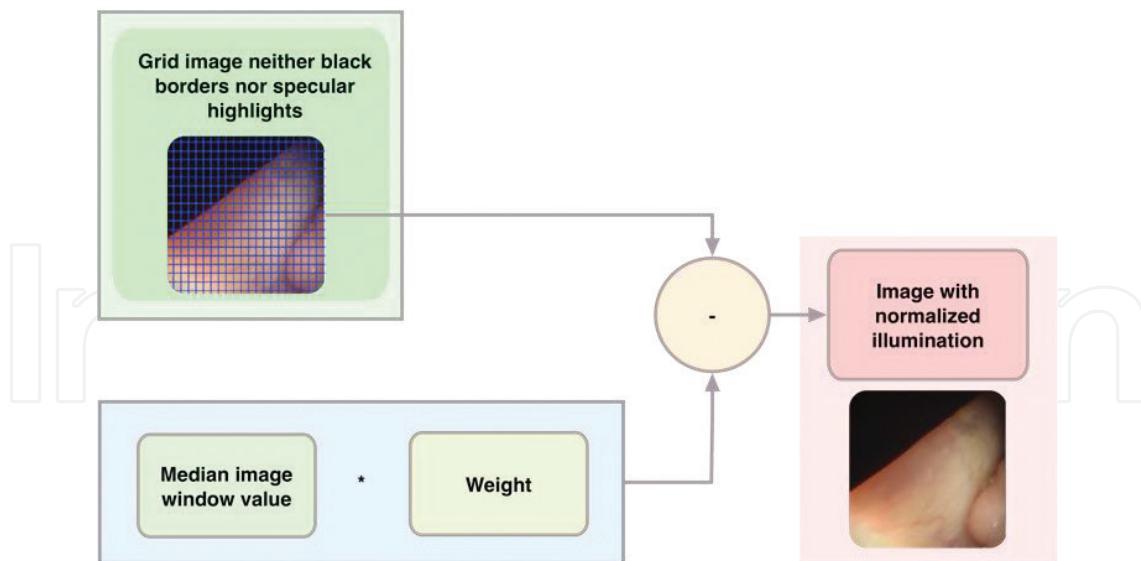 Grid image neither black
borders nor specular
highlights
-
Image with
normalized
illumination
Median image
window value
*
Weight